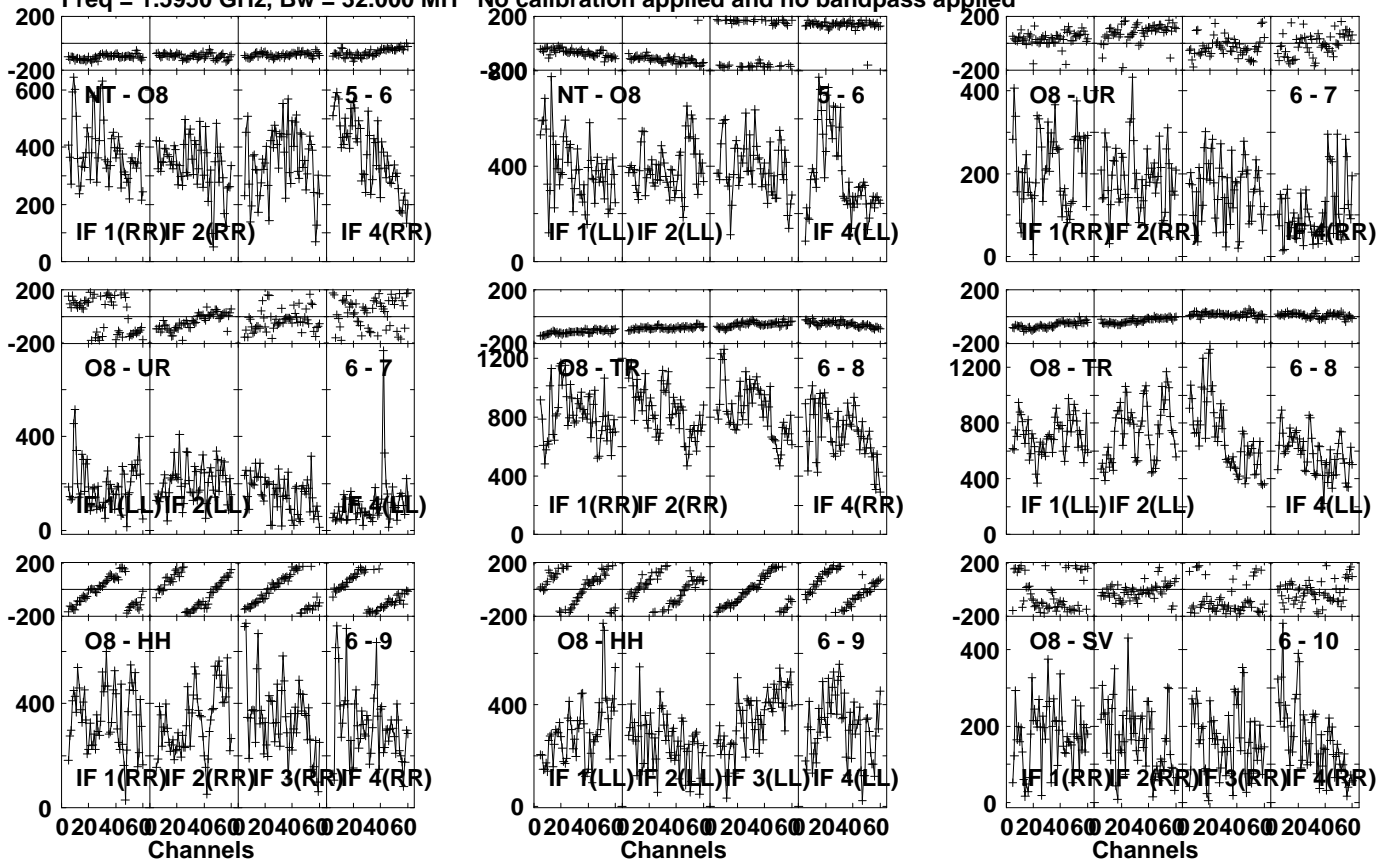 Freq = 1.5950 GHz, Bw = 32.000 MH No calibration applied and no bandpass applied
200
-200
600
400
200
0
NT - O8 5 - 6
IF 1(RR) IF 2(RR) IF 4(RR)
200
-200
800
400
0
NT - O8 5 - 6
IF 1(LL) IF 2(LL) IF 4(LL)
200
-200
400
200
0
O8 - UR 6 - 7
IF 1(RR) IF 2(RR) IF 4(RR)
200
-200
400
0
O8 - UR 6 - 7
IF 1(LL) IF 2(LL) IF 4(LL)
200
-200
1200
800
400
0
O8 - TR 6 - 8
IF 1(RR) IF 2(RR) IF 4(RR)
200
-200
1200
800
400
0
O8 - TR 6 - 8
IF 1(LL) IF 2(LL) IF 4(LL)
200
-200
400
0
O8 - HH 6 - 9
IF 1(RR) IF 2(RR) IF 3(RR) IF 4(RR)
0 20 40 60 0 20 40 60 0 20 40 60 0 20 40 60
Channels
200
-200
400
0
O8 - HH 6 - 9
IF 1(LL) IF 2(LL) IF 3(LL) IF 4(LL)
0 20 40 60 0 20 40 60 0 20 40 60 0 20 40 60
Channels
200
-200
400
200
0
O8 - SV 6 - 10
IF 1(RR) IF 2(RR) IF 3(RR) IF 4(RR)
0 20 40 60 0 20 40 60 0 20 40 60 0 20 40 60
Channels